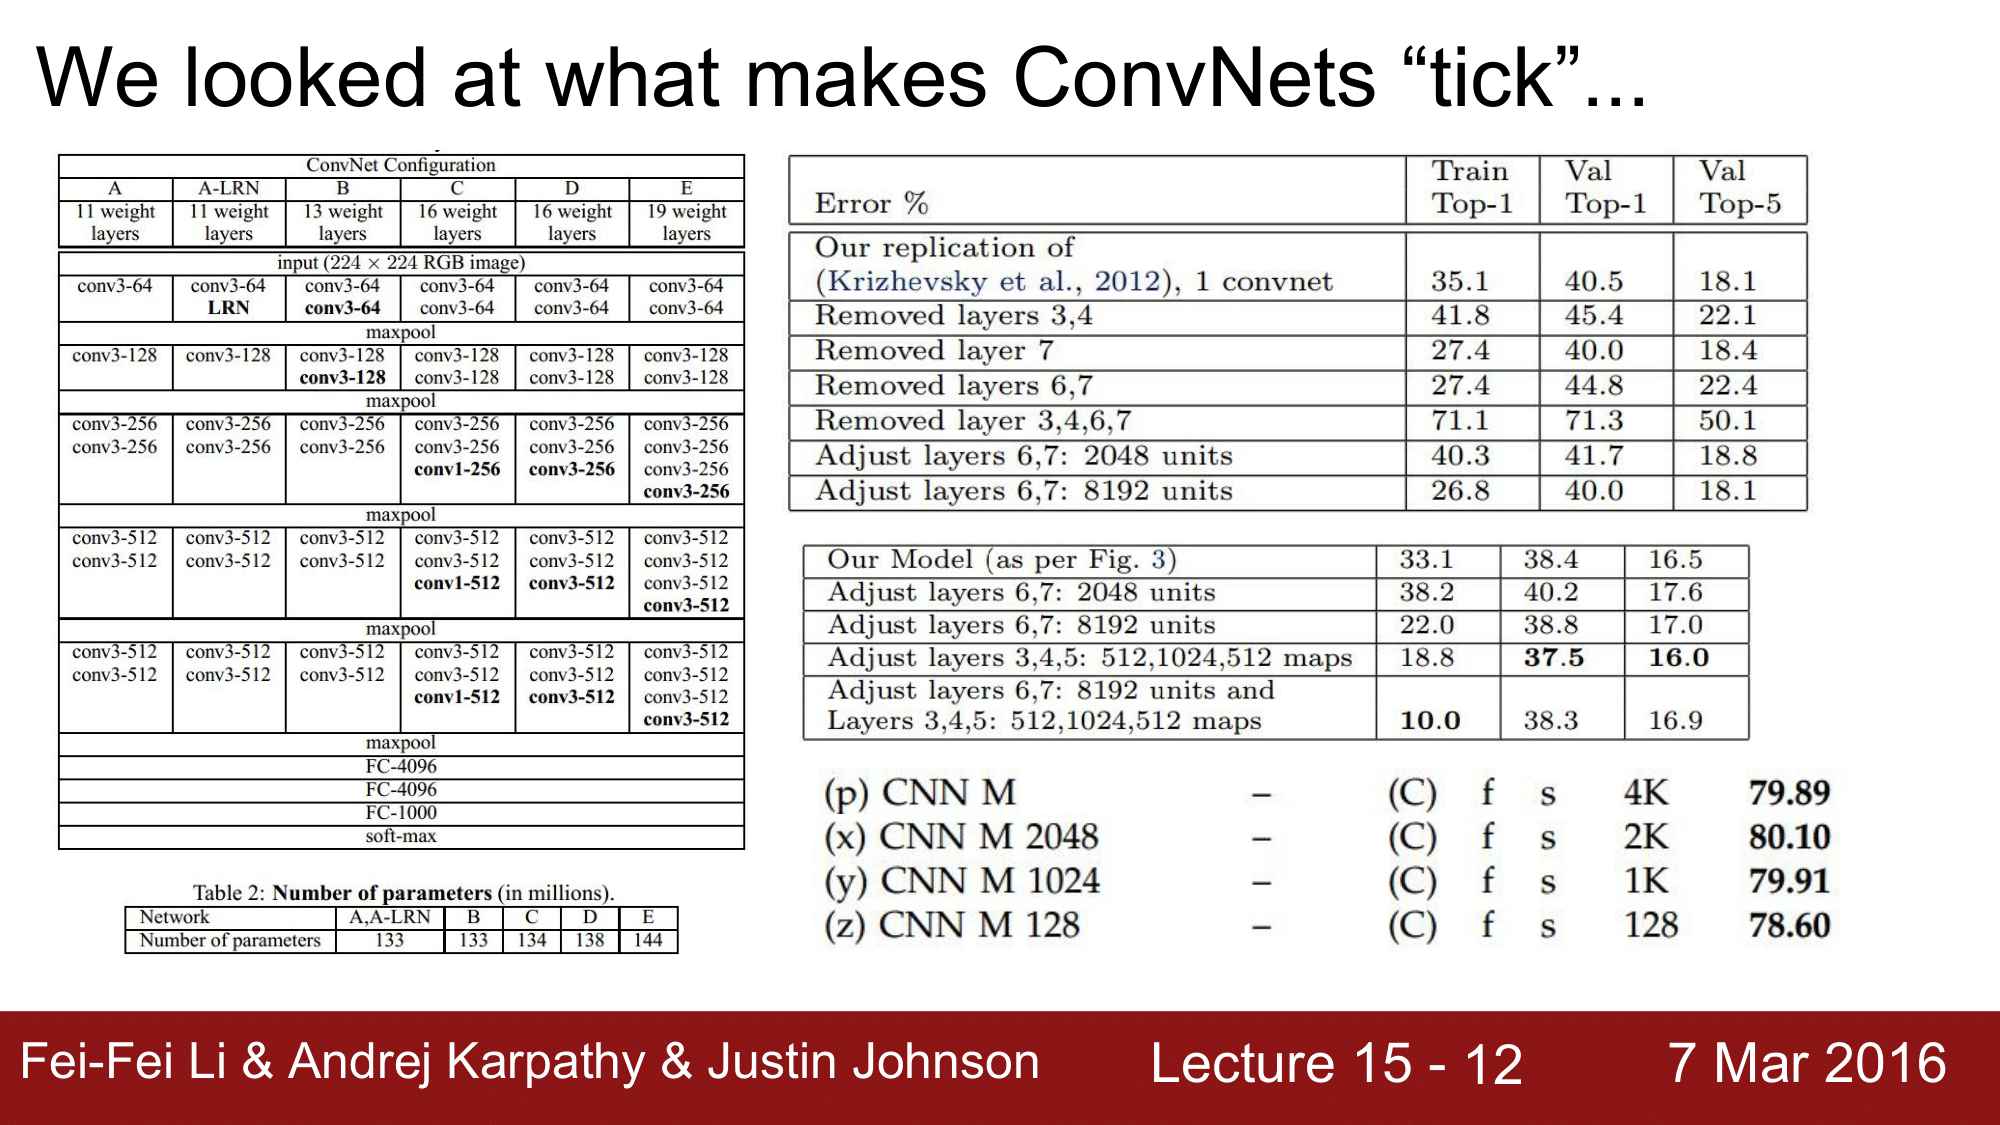 We looked at what makes ConvNets “tick”...
ConvNet Configuration
A A-LRN B C D E
11 weight 11 weight 13 weight 16 weight 16 weight 19 weight
layers layers layers layers layers layers
input (224 × 224 RGB image)
conv3-64 conv3-64 conv3-64 conv3-64 conv3-64 conv3-64
LRN conv3-64 conv3-64 conv3-64 conv3-64
maxpool
conv3-128 conv3-128 conv3-128 conv3-128 conv3-128 conv3-128
conv3-128 conv3-128 conv3-128 conv3-128
maxpool
conv3-256 conv3-256 conv3-256 conv3-256 conv3-256 conv3-256
conv3-256 conv3-256 conv3-256 conv3-256 conv3-256 conv3-256
conv1-256 conv3-256 conv3-256
conv3-256
maxpool
conv3-512 conv3-512 conv3-512 conv3-512 conv3-512 conv3-512
conv3-512 conv3-512 conv3-512 conv3-512 conv3-512 conv3-512
conv1-512 conv3-512 conv3-512
conv3-512
maxpool
conv3-512 conv3-512 conv3-512 conv3-512 conv3-512 conv3-512
conv3-512 conv3-512 conv3-512 conv3-512 conv3-512 conv3-512
conv1-512 conv3-512 conv3-512
conv3-512
maxpool
FC-4096
FC-4096
FC-1000
soft-max
Table 2: Number of parameters (in millions).
Network A,A-LRN B C D E
Number of parameters 133 133 134 138 144
Train Val Val
Error % Top-1 Top-1 Top-5
Our replication of
(Krizhevsky et al., 2012), 1 convnet 35.1 40.5 18.1
Removed layers 3,4 41.8 45.4 22.1
Removed layer 7 27.4 40.0 18.4
Removed layers 6,7 27.4 44.8 22.4
Removed layer 3,4,6,7 71.1 71.3 50.1
Adjust layers 6,7: 2048 units 40.3 41.7 18.8
Adjust layers 6,7: 8192 units 26.8 40.0 18.1
Our Model (as per Fig. 3) 33.1 38.4 16.5
Adjust layers 6,7: 2048 units 38.2 40.2 17.6
Adjust layers 6,7: 8192 units 22.0 38.8 17.0
Adjust layers 3,4,5: 512,1024,512 maps 18.8 37.5 16.0
Adjust layers 6,7: 8192 units and
Layers 3,4,5: 512,1024,512 maps 10.0 38.3 16.9
(p) CNN M – (C) f s 4K 79.89
(x) CNN M 2048 – (C) f s 2K 80.10
(y) CNN M 1024 – (C) f s 1K 79.91
(z) CNN M 128 – (C) f s 128 78.60
Fei-Fei Li & Andrej Karpathy & Justin Johnson Lecture 15 - 12 7 Mar 2016